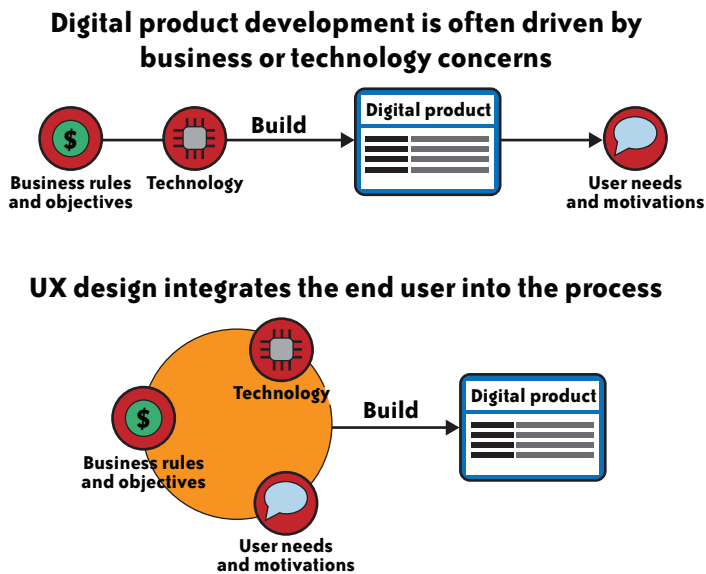 Digital product development is often driven by
business or technology concerns
$
Build
Digital product
Business rules
and objectives
Technology
User needs
and motivations
UX design integrates the end user into the process
Technology
$
Build
Digital product
Business rules
and objectives
User needs
and motivations